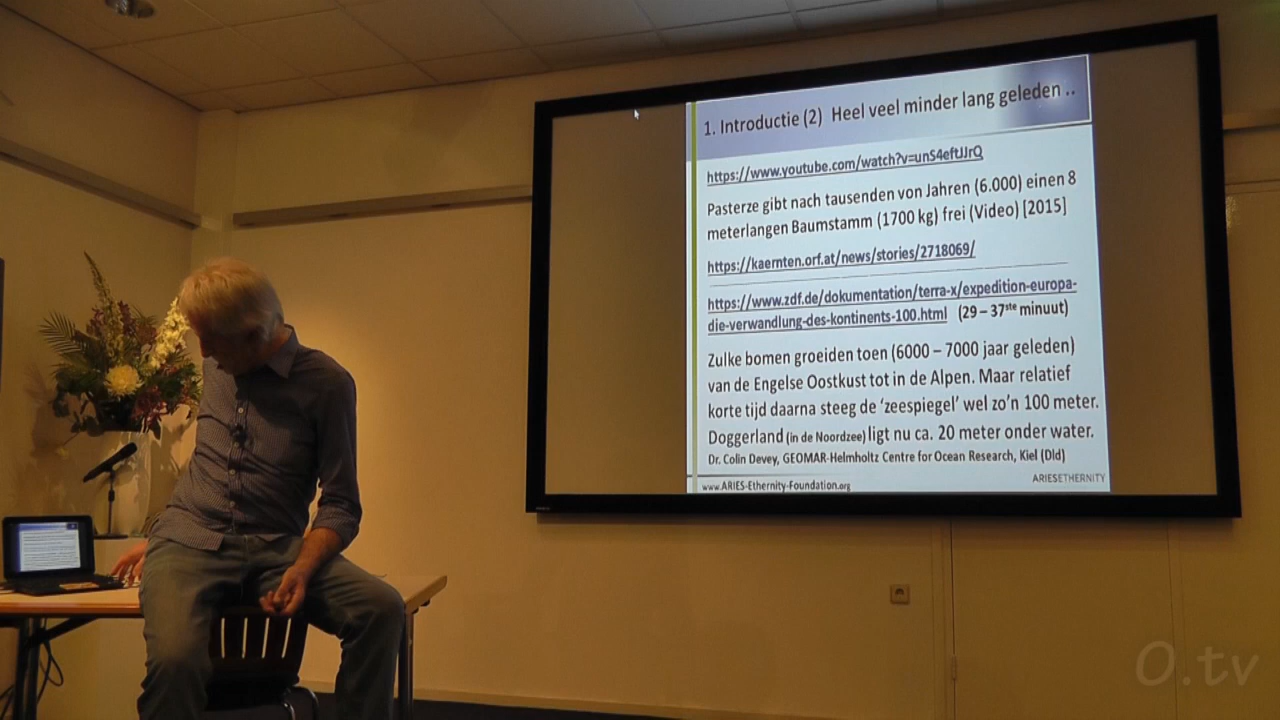 1. Introductie (2) Heel veel minder lang geleden ..
https://www.youtube.com/watch?v=unS4eftJJrQ
Pasterze gibt nach tausenden von Jahren (6.000) einen 8
meterlangen Baumstamm (1700 kg) frei (Video) [2015]
https://kaernten.orf.at/news/stories/2718069/
https://www.zdf.de/dokumentation/terra-x/expedition-europa-
die-verwandlung-des-kontinents-100.html (29 – 37ste minuut)
Zulke bomen groeiden toen (6000 – 7000 jaar geleden)
van de Engelse Oostkust tot in de Alpen. Maar relatief
korte tijd daarna steeg de ‘zeespiegel’ wel zo’n 100 meter.
Doggerland (in de Noordzee) ligt nu ca. 20 meter onder water.
Dr. Colin Devey, GEOMAR-Helmholtz Centre for Ocean Research, Kiel (Dld)
www.ARIES-Ethernity-Foundation.org
ARIESETHERNITY
O.tv